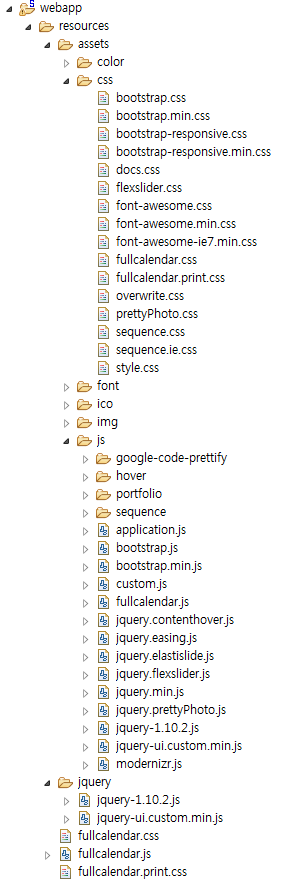 webapp
resources
assets
color
css
bootstrap.css
bootstrap.min.css
bootstrap-responsive.css
bootstrap-responsive.min.css
docs.css
flexslider.css
font-awesome.css
font-awesome.min.css
font-awesome-ie7.min.css
fullcalendar.css
fullcalendar.print.css
overwrite.css
prettyPhoto.css
sequence.css
sequence.ie.css
style.css
font
ico
img
js
google-code-prettify
hover
portfolio
sequence
application.js
bootstrap.js
bootstrap.min.js
custom.js
fullcalendar.js
jquery.contenthover.js
jquery.easing.js
jquery.elastislide.js
jquery.flexslider.js
jquery.min.js
jquery.prettyPhoto.js
jquery-1.10.2.js
jquery-ui.custom.min.js
modernizr.js
jquery
jquery-1.10.2.js
jquery-ui.custom.min.js
fullcalendar.css
fullcalendar.js
fullcalendar.print.css